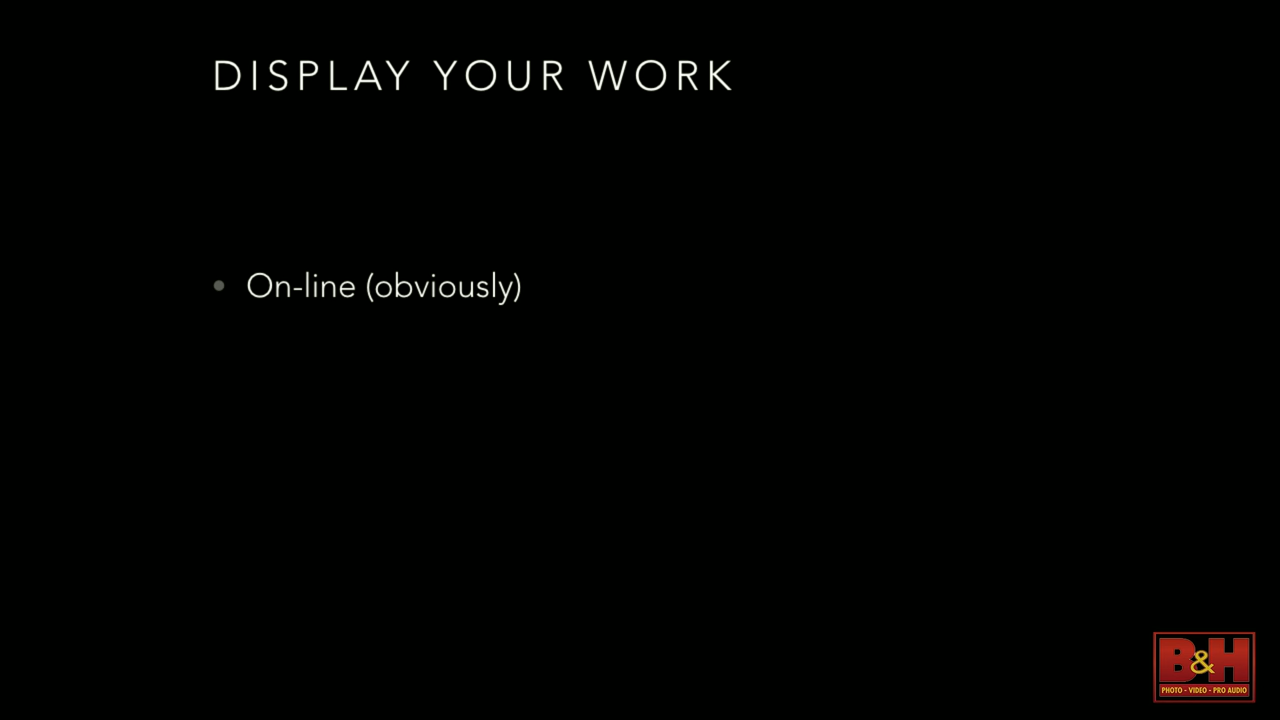 DISPLAY YOUR WORK
• On-line (obviously)
B&H
PHOTO - VIDEO - PRO AUDIO